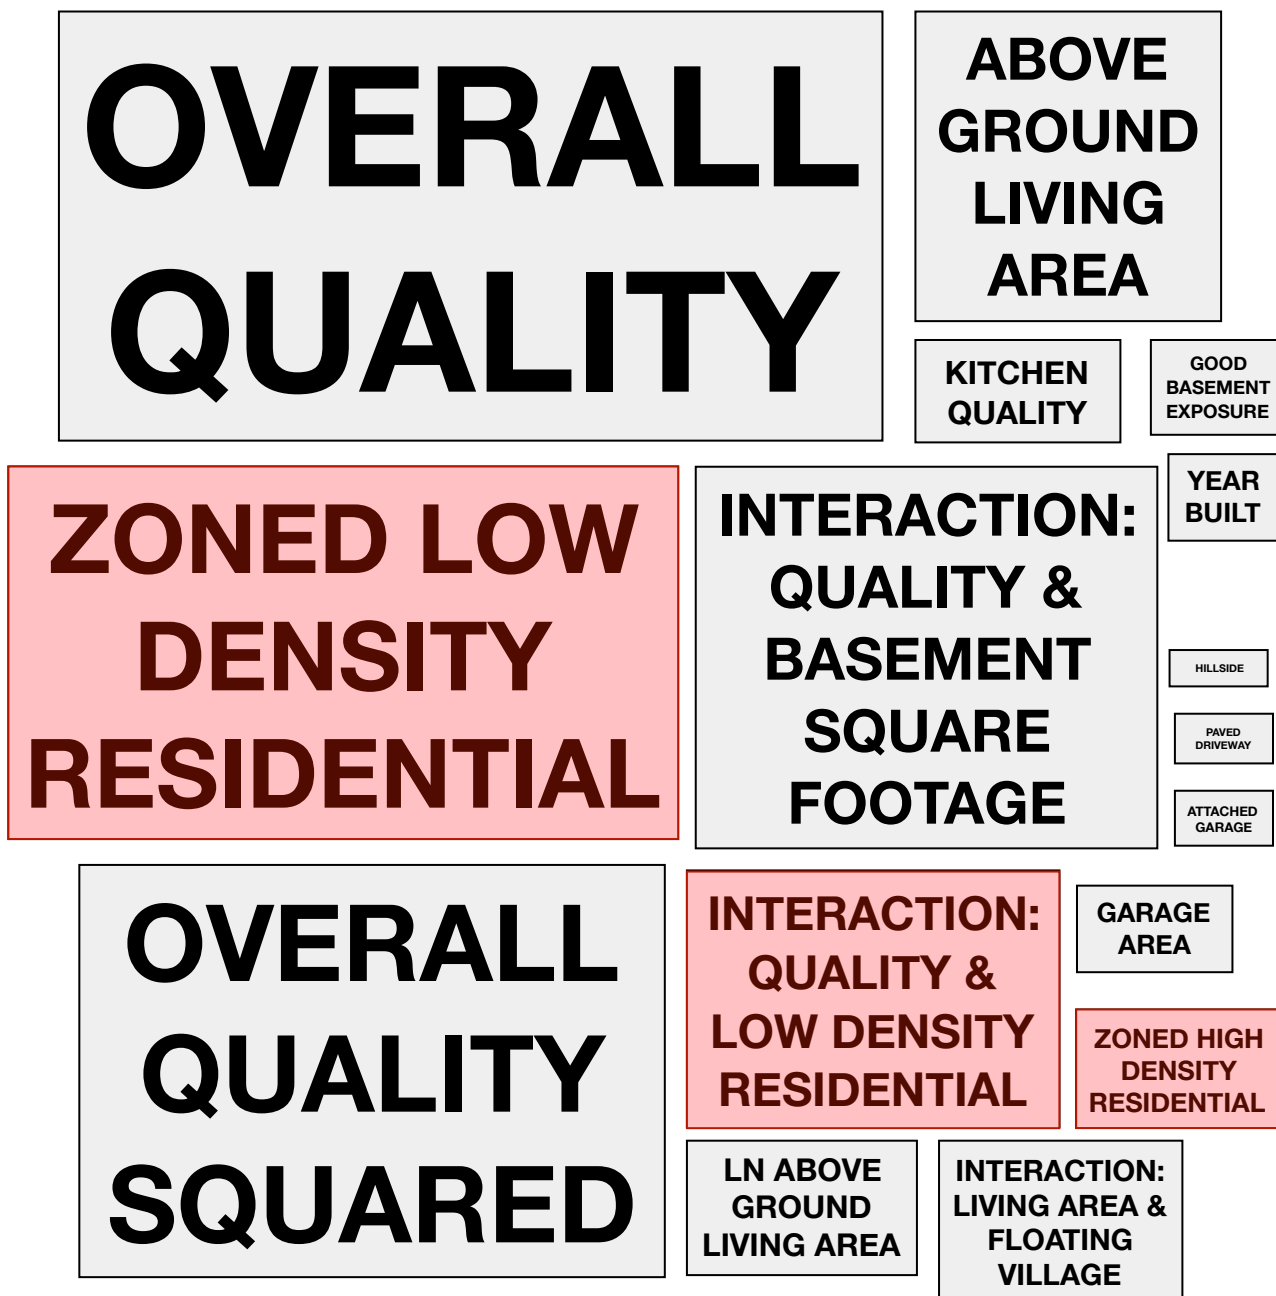 OVERALL
QUALITY
ABOVE
GROUND
LIVING
AREA
KITCHEN
QUALITY
GOOD
BASEMENT
EXPOSURE
ZONED LOW
DENSITY
RESIDENTIAL
INTERACTION:
QUALITY &
BASEMENT
SQUARE
FOOTAGE
YEAR
BUILT
HILLSIDE
PAVED
DRIVEWAY
ATTACHED
GARAGE
OVERALL
QUALITY
SQUARED
INTERACTION:
QUALITY &
LOW DENSITY
RESIDENTIAL
GARAGE
AREA
ZONED HIGH
DENSITY
RESIDENTIAL
LN ABOVE
GROUND
LIVING AREA
INTERACTION:
LIVING AREA &
FLOATING
VILLAGE